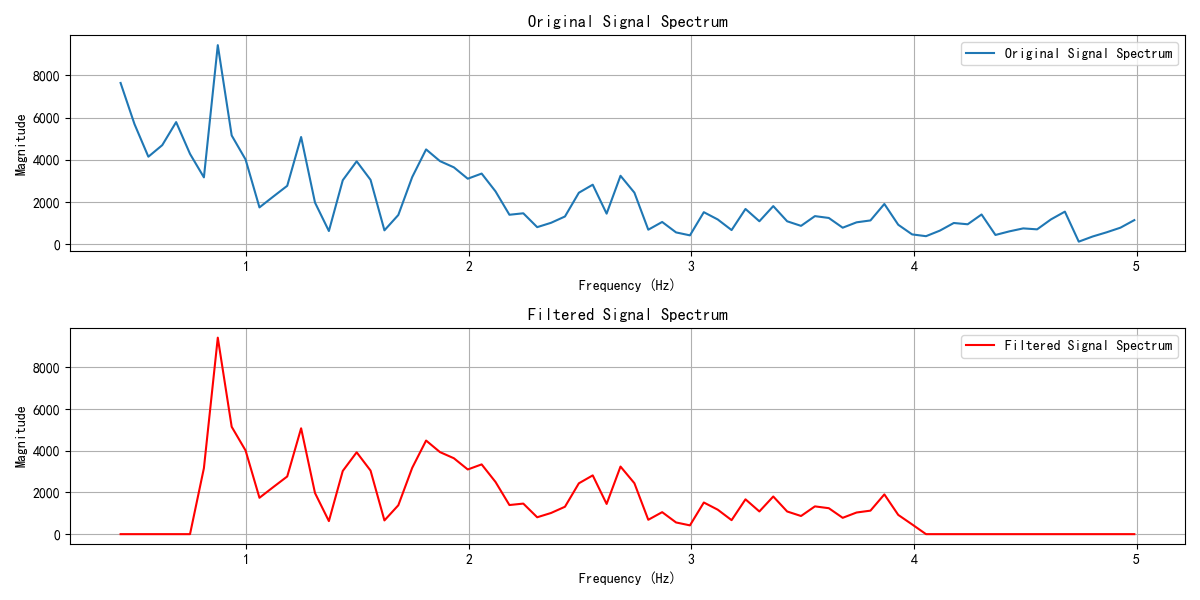 Original Signal Spectrum
Original Signal Spectrum
8000
6000
4000
2000
0
Magnitude
1 2 3 4 5
Frequency (Hz)
Filtered Signal Spectrum
Filtered Signal Spectrum
8000
6000
4000
2000
0
Magnitude
1 2 3 4 5
Frequency (Hz)